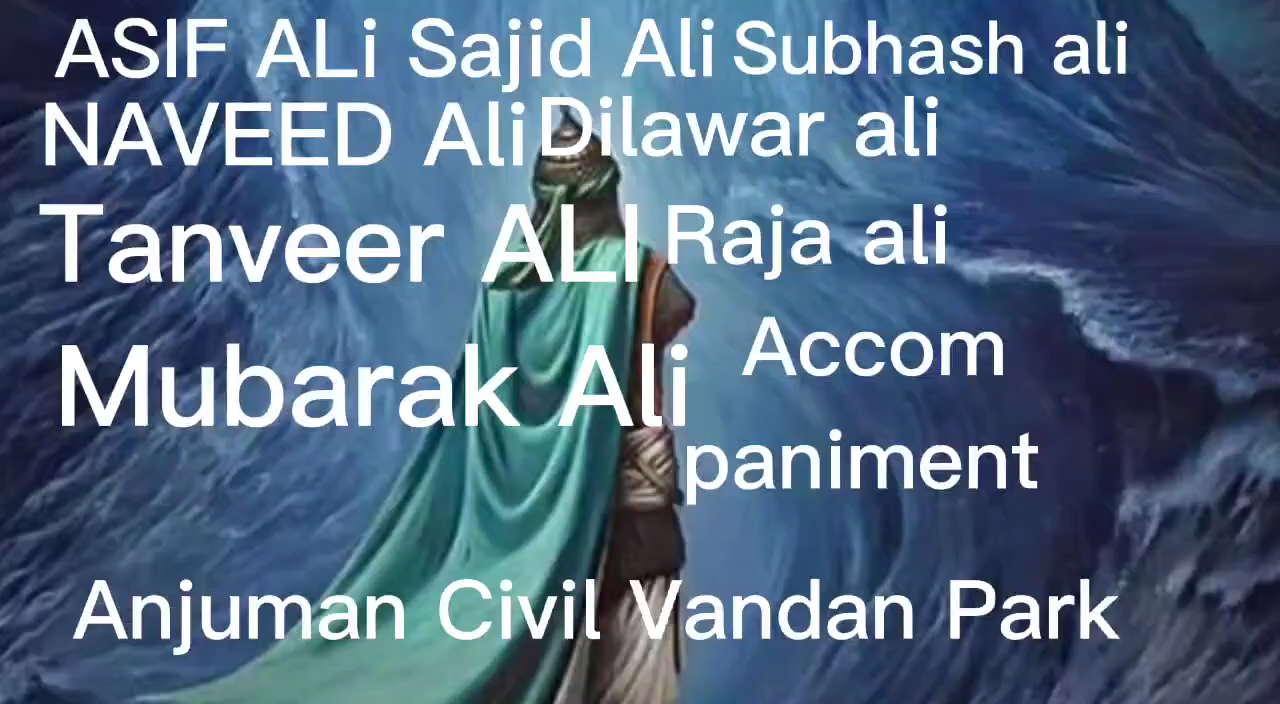 ASIF ALi Sajid Ali Subhash ali
NAVEED Ali Dilawar ali
Tanveer ALI Raja ali
Mubarak Ali Accom
paniment
Anjuman Civil Vandan Park